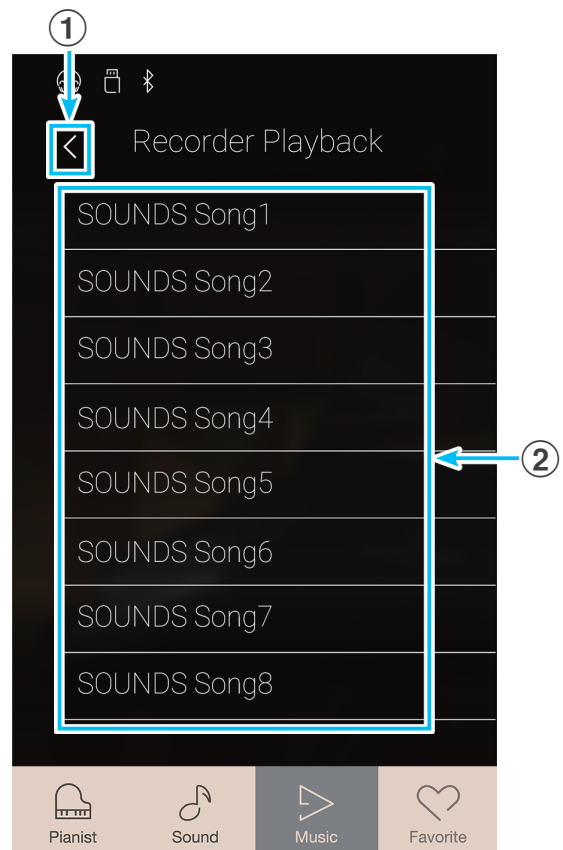 1
Recorder Playback
SOUNDS Song1
SOUNDS Song2
SOUNDS Song3
SOUNDS Song4
2
SOUNDS Song5
SOUNDS Song6
SOUNDS Song7
SOUNDS Song8
Pianist Sound Music Favorite